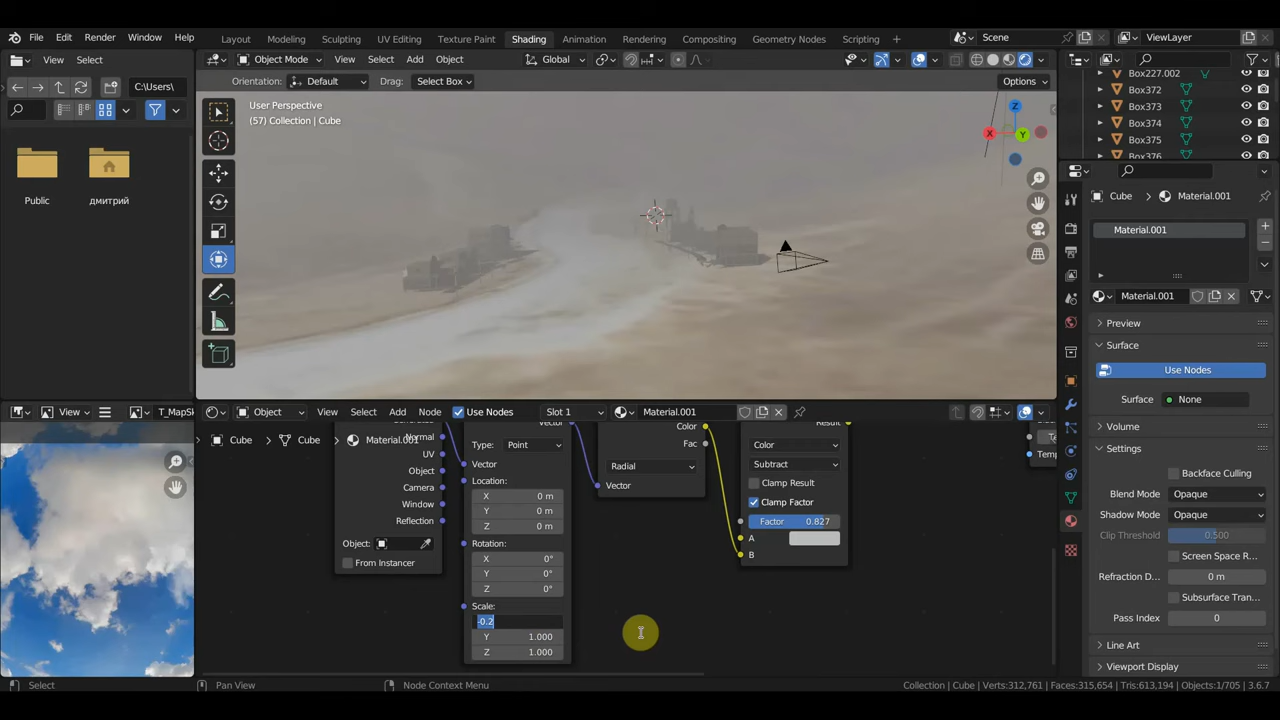 File Edit Render Window Help Layout Modeling Sculpting UV Editing Texture Paint Shading Animation Rendering Compositing Geometry Nodes Scripting + Scene ViewLayer
View Select Object Mode View Select Add Object Global
C:\Users\ Orientation: Default Drag: Select Box Options
Box227.002
Box372
Box373
Box374
Box375
Box376
User Perspective
(57) Collection | Cube
X Y Z
Public дмитрий
Cube Material.001
Material.001
Material.001
Preview
Surface
Use Nodes
Surface None
Volume
Settings
Backface Culling
Blend Mode Opaque
Shadow Mode Opaque
Clip Threshold 0.500
Screen Space R...
Refraction D... 0 m
Subsurface Tran...
Pass Index 0
Line Art
Viewport Display
View T_MapSk
Object View Select Add Node Use Nodes Slot 1 Material.001
Cube Cube Material.001
Normal
UV
Object
Camera
Window
Reflection
Object:
From Instancer
Vector
Type: Point
Vector
Location:
X 0 m
Y 0 m
Z 0 m
Rotation:
X 0°
Y 0°
Z 0°
Scale:
-0.2
Y 1.000
Z 1.000
Color
Fac
Radial
Vector
Result
Color
Subtract
Clamp Result
Clamp Factor
Factor 0.827
A
B
Temp
Select Pan View Node Context Menu Collection | Cube | Verts:312,761 | Faces:315,654 | Tris:613,194 | Objects:1/705 | 3.6.7